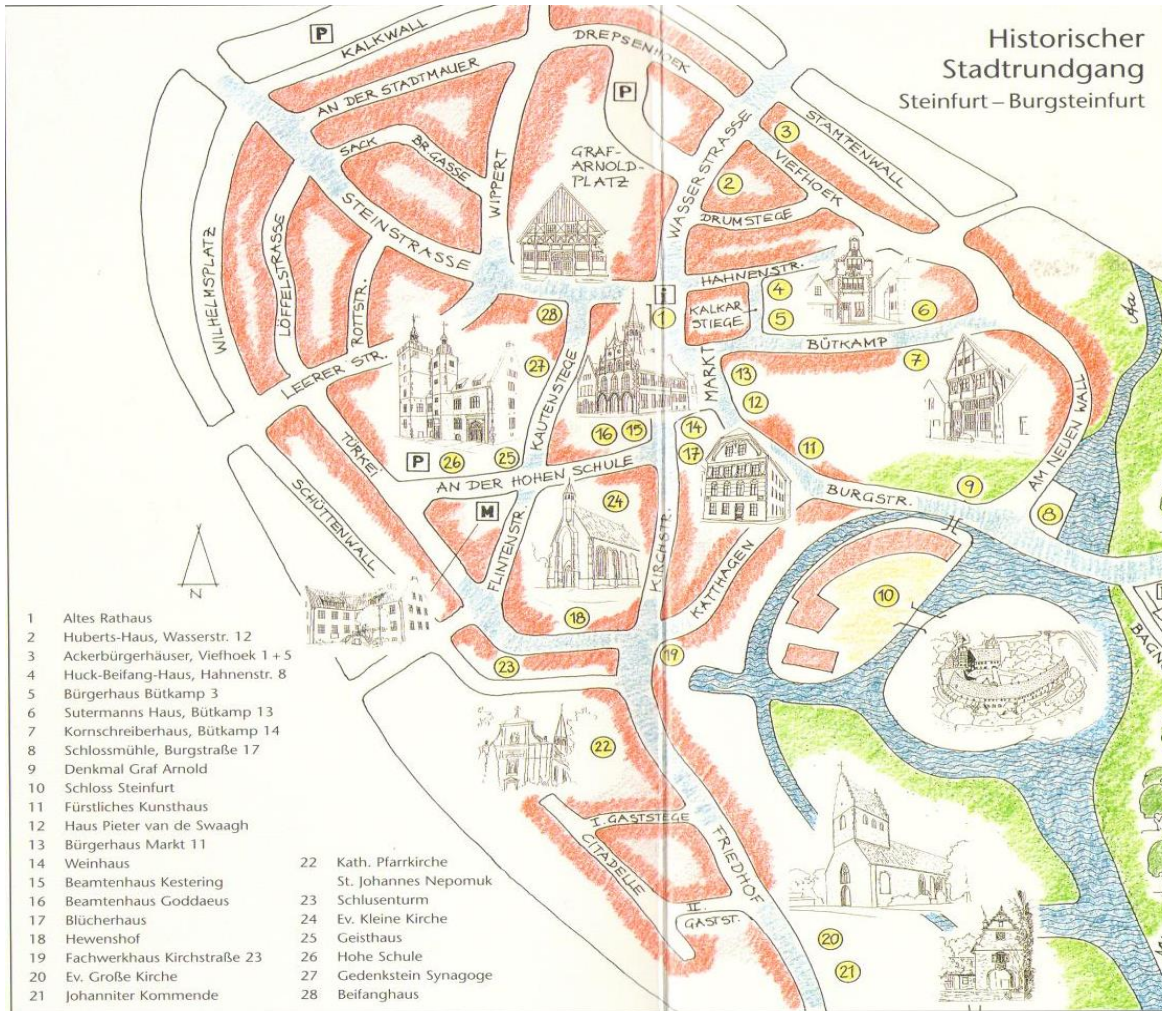 Historischer
Stadtrundgang
Steinfurt – Burgsteinfurt
P
KALKWALL
DREPSENHOEK
AN DER STADTMAUER
P
SACK
BR.GASSE
WIPPERT
GRAF-
ARNOLD-
PLATZ
WASSERSTRASSE
3
STAMPENWALL
VIEFHOEK
2
DRUMSTEGE
STEINSTRASSE
WILHELMSPLATZ
LÖFFELSTRASSE
ROTTSTR.
LEERER STR.
HAHNENSTR.
i
1
4
KALKAR
STIEGE
5
6
28
27
KAUTENSTEGE
MARKT
BÜTKAMP
7
13
12
Aa
AM NEUEN WALL
16
15
14
17
11
TÜRKEI
P
26
25
AN DER HOHEN SCHULE
BURGSTR.
9
8
SCHÜTTENWALL
M
FLINTENSTR.
24
KIRCHSTR.
KATTHAGEN
10
18
19
23
22
BAGN
I. GASTSTEGE
CITADELLE
FRIEDHOF
II.
GASTST.
20
21
N
1 Altes Rathaus
2 Huberts-Haus, Wasserstr. 12
3 Ackerbürgerhäuser, Viefhoek 1 + 5
4 Huck-Beifang-Haus, Hahnenstr. 8
5 Bürgerhaus Bütkamp 3
6 Sutermanns Haus, Bütkamp 13
7 Kornschreiberhaus, Bütkamp 14
8 Schlossmühle, Burgstraße 17
9 Denkmal Graf Arnold
10 Schloss Steinfurt
11 Fürstliches Kunsthaus
12 Haus Pieter van de Swaagh
13 Bürgerhaus Markt 11
14 Weinhaus
15 Beamtenhaus Kestering
16 Beamtenhaus Goddaeus
17 Blücherhaus
18 Hewenshof
19 Fachwerkhaus Kirchstraße 23
20 Ev. Große Kirche
21 Johanniter Kommende
22 Kath. Pfarrkirche
St. Johannes Nepomuk
23 Schlusenturm
24 Ev. Kleine Kirche
25 Geisthaus
26 Hohe Schule
27 Gedenkstein Synagoge
28 Beifanghaus